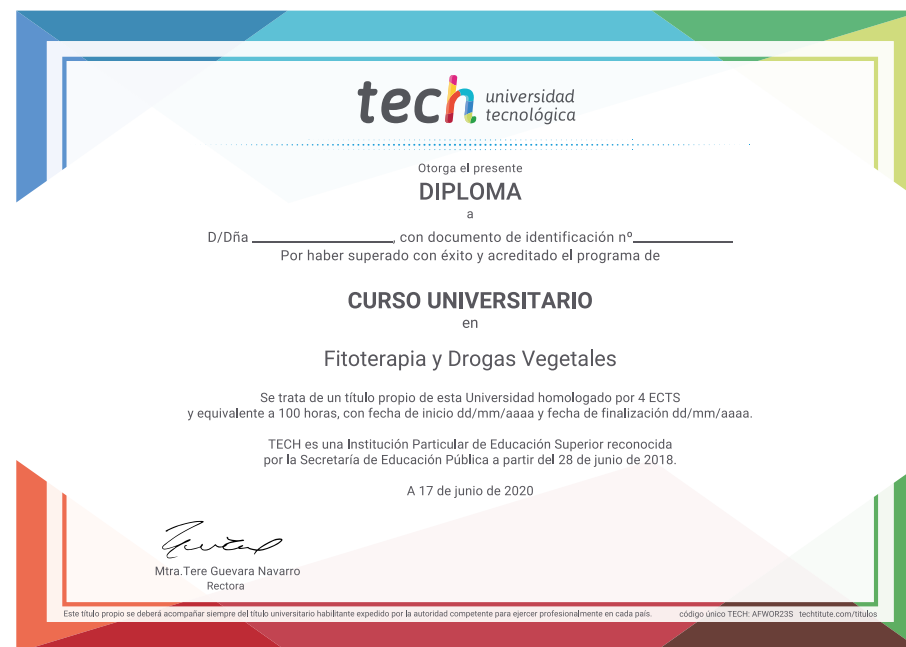 tech universidad
tecnológica
Otorga el presente
DIPLOMA
a
D/Dña ____________________, con documento de identificación nº______________
Por haber superado con éxito y acreditado el programa de
CURSO UNIVERSITARIO
en
Fitoterapia y Drogas Vegetales
Se trata de un título propio de esta Universidad homologado por 4 ECTS
y equivalente a 100 horas, con fecha de inicio dd/mm/aaaa y fecha de finalización dd/mm/aaaa.
TECH es una Institución Particular de Educación Superior reconocida
por la Secretaría de Educación Pública a partir del 28 de junio de 2018.
A 17 de junio de 2020
Mtra.Tere Guevara Navarro
Rectora
Este título propio se deberá acompañar siempre del título universitario habilitante expedido por la autoridad competente para ejercer profesionalmente en cada país. código único TECH: AFWOR23S techtitute.com/titulos